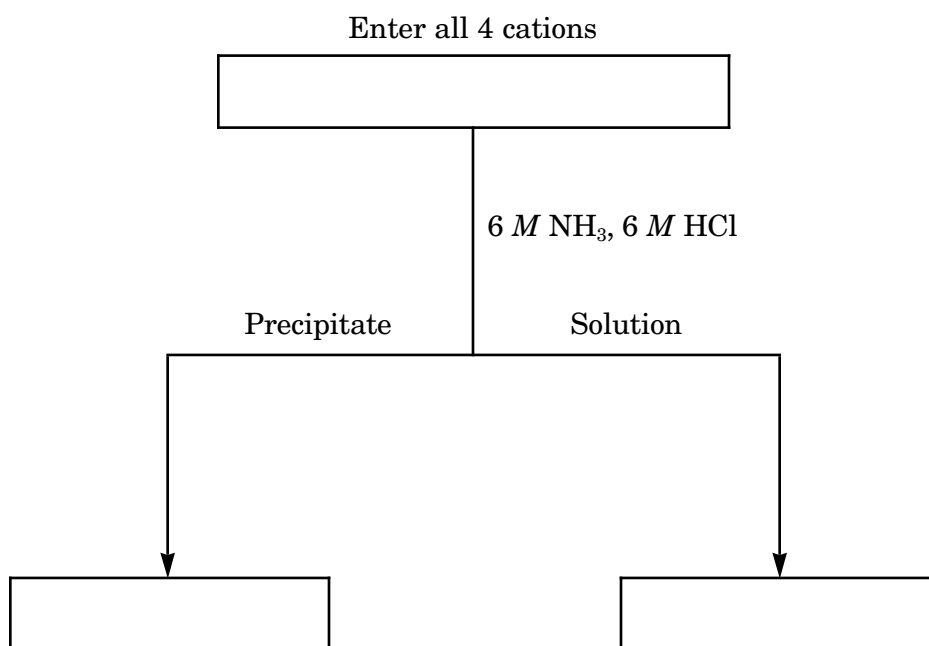 Enter all 4 cations
6 M NH₃, 6 M HCl
Precipitate
Solution